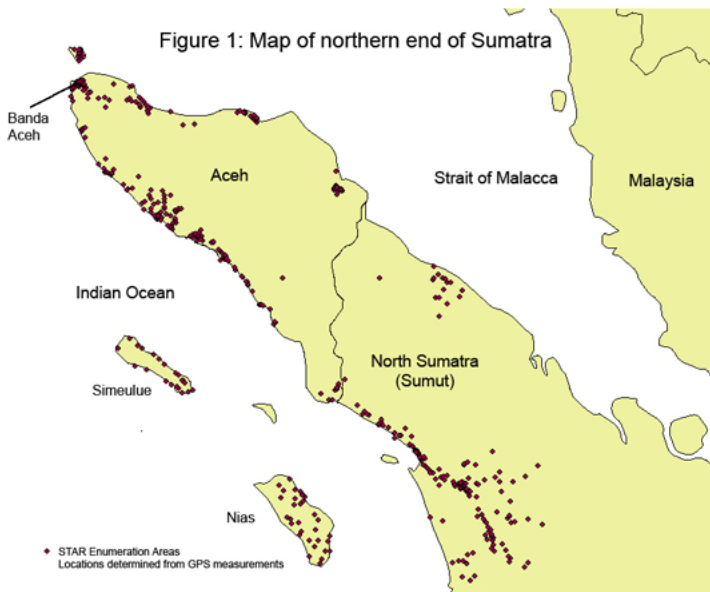 Figure 1: Map of northern end of Sumatra
Banda
Aceh
Aceh
Strait of Malacca
Malaysia
Indian Ocean
North Sumatra
(Sumut)
Simeulue
Nias
STAR Enumeration Areas
Locations determined from GPS measurements